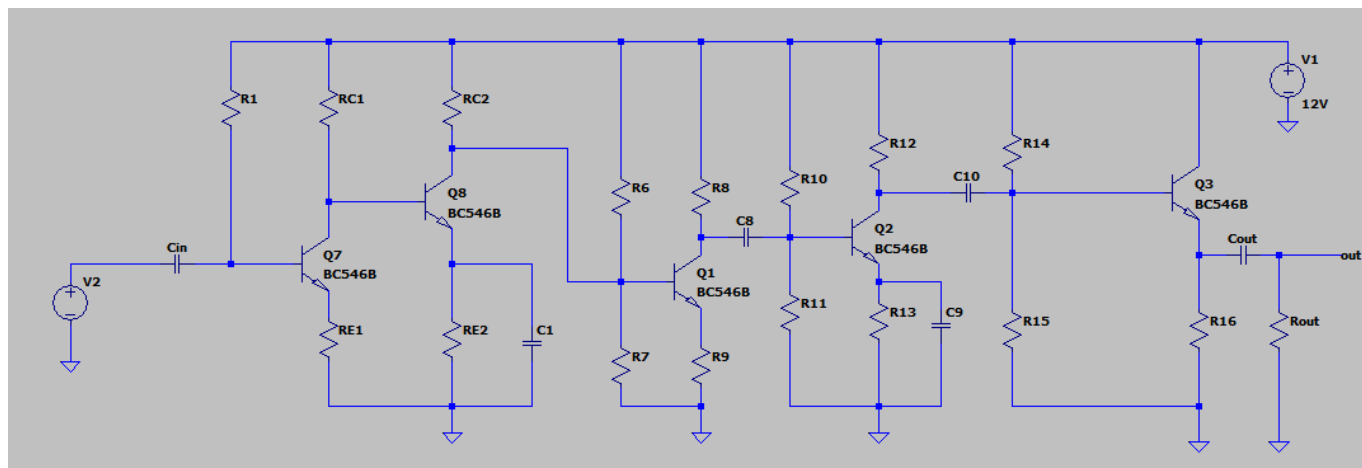 V1
12V
R1
RC1
RC2
R12
R14
Q8
BC546B
R6
R8
R10
C8
C10
Q3
BC546B
Cin
Q7
BC546B
Q2
BC546B
Cout
out
V2
Q1
BC546B
RE1
RE2
C1
R11
R13
C9
R15
R16
Rout
R7
R9